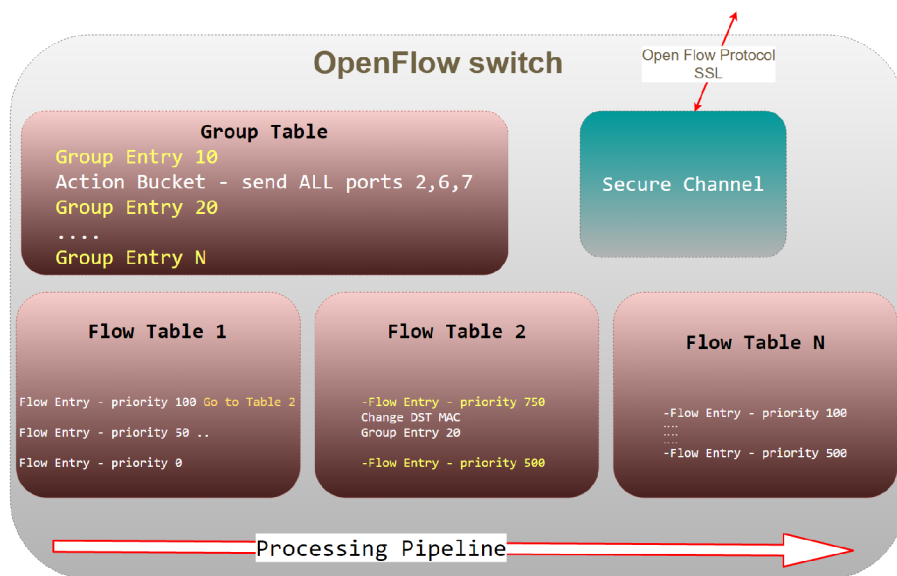 OpenFlow switch
Open Flow Protocol
SSL
Group Table
Group Entry 10
Action Bucket - send ALL ports 2,6,7
Group Entry 20
....
Group Entry N
Secure Channel
Flow Table 1
Flow Entry - priority 100 Go to Table 2
Flow Entry - priority 50 ..
Flow Entry - priority 0
Flow Table 2
-Flow Entry - priority 750
Change DST MAC
Group Entry 20
-Flow Entry - priority 500
Flow Table N
-Flow Entry - priority 100
....
....
....
-Flow Entry - priority 500
Processing Pipeline